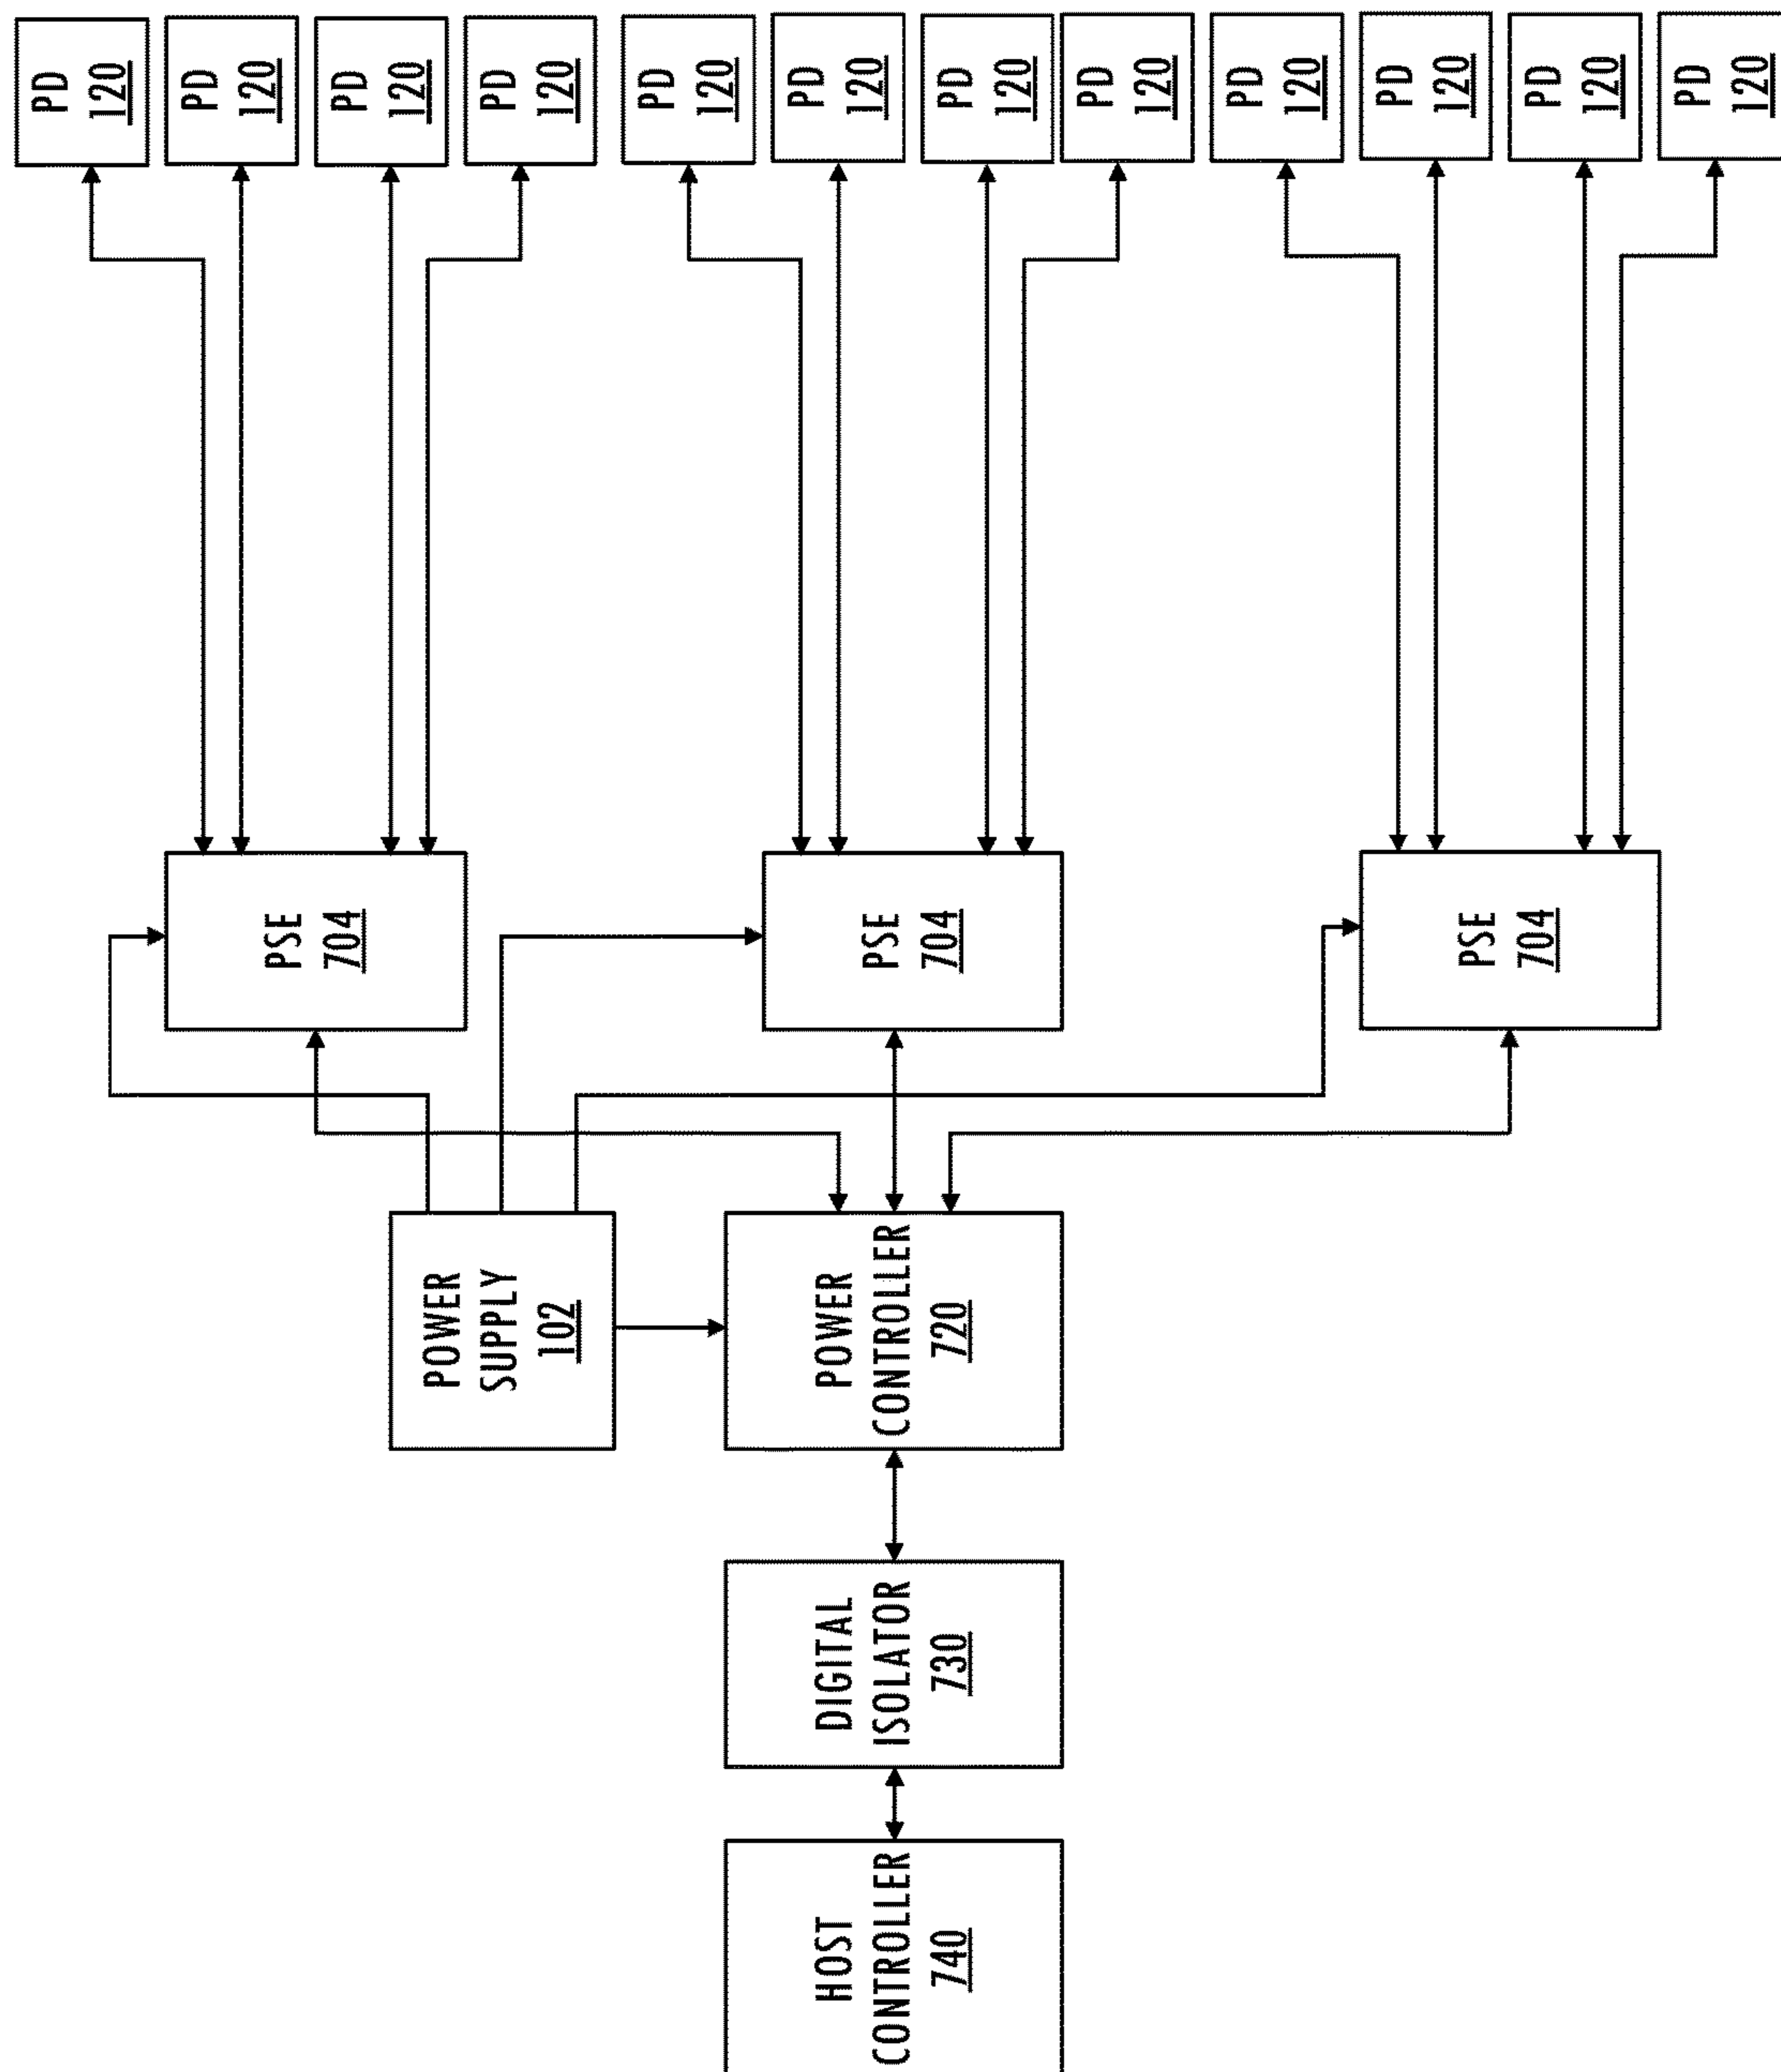 PD
120
PD
120
PD
120
PD
120
PD
120
PD
120
PD
120
PD
120
PD
120
PD
120
PD
120
PD
120
PSE
704
PSE
704
PSE
704
POWER
SUPPLY
102
POWER
CONTROLLER
720
DIGITAL
ISOLATOR
730
HOST
CONTROLLER
740